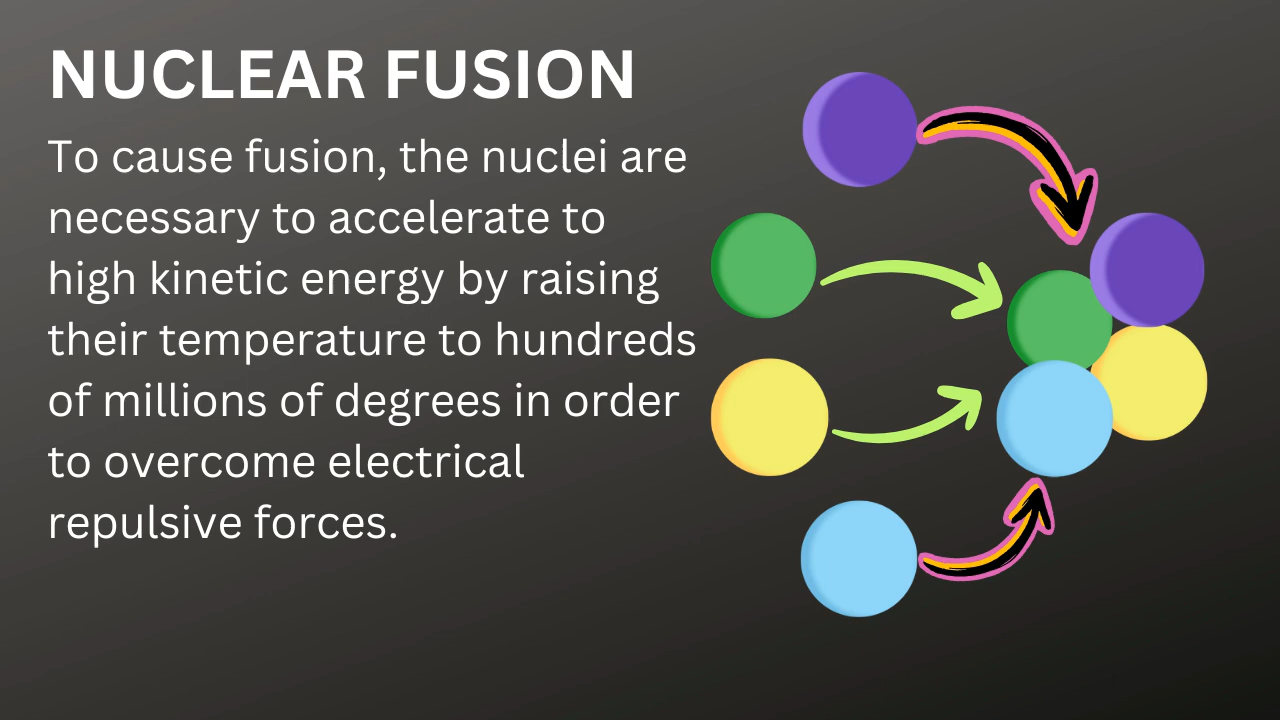 NUCLEAR FUSION
To cause fusion, the nuclei are
necessary to accelerate to
high kinetic energy by raising
their temperature to hundreds
of millions of degrees in order
to overcome electrical
repulsive forces.